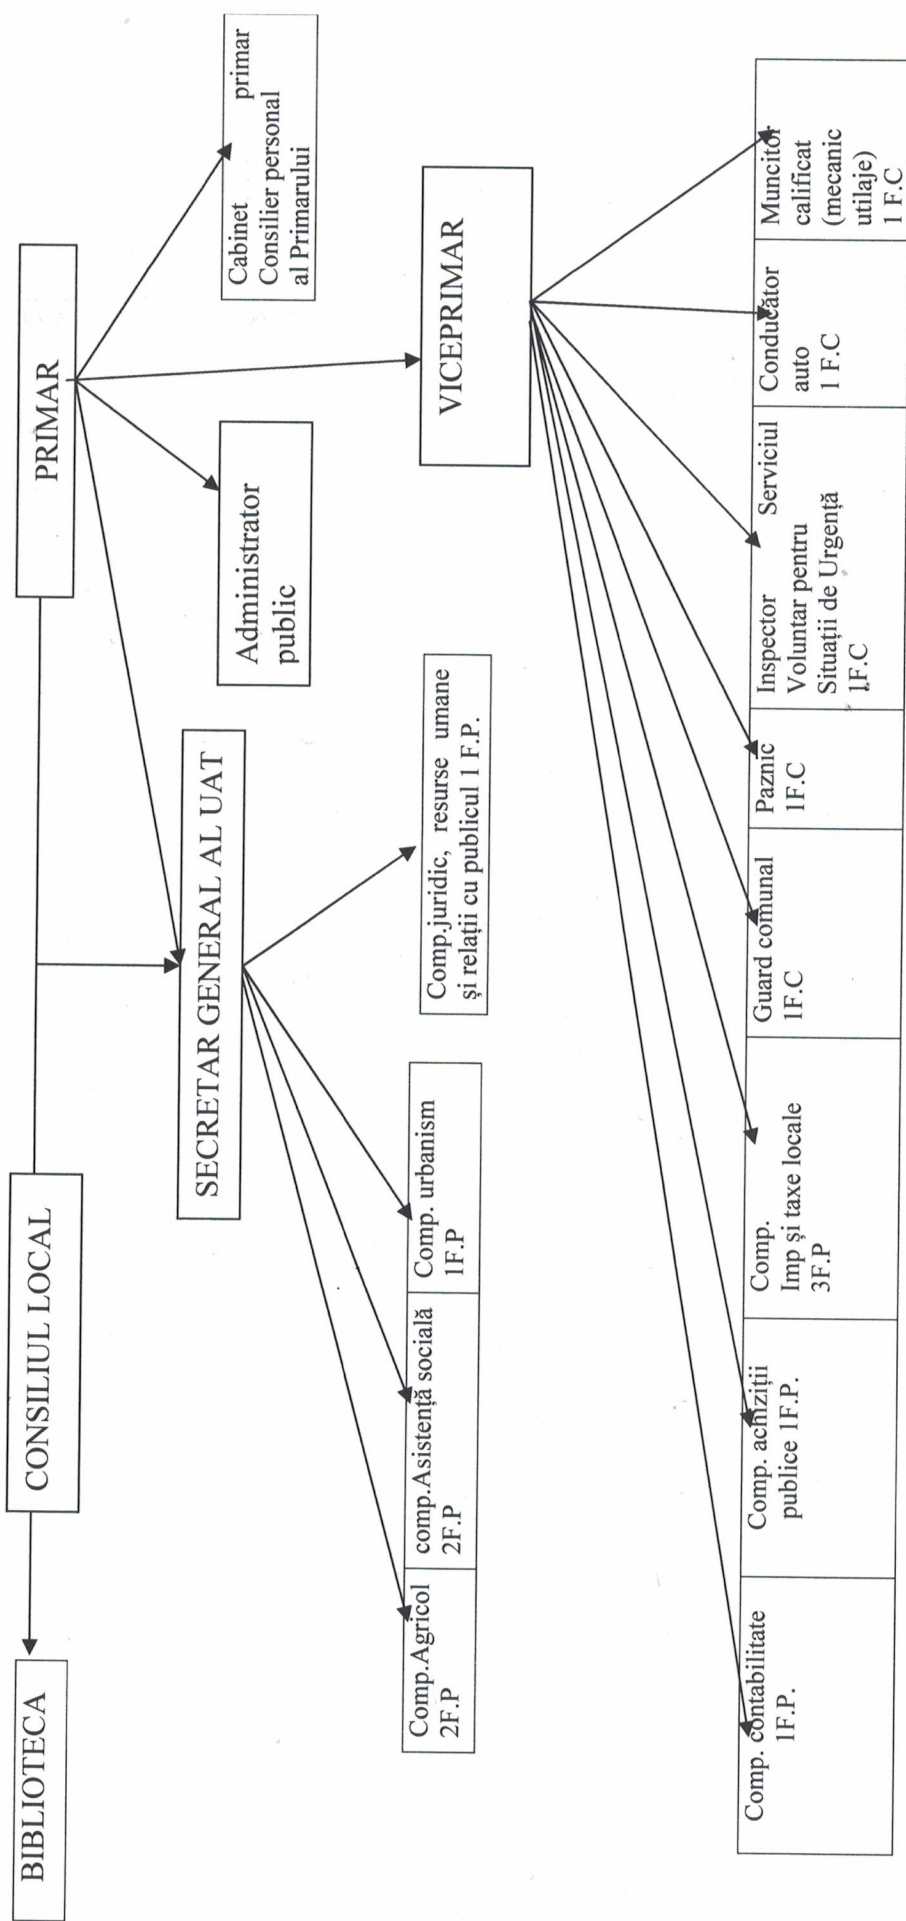 BIBLIOTECA
CONSILIUL LOCAL
PRIMAR
SECRETAR GENERAL AL UAT
Administrator
public
Cabinet primar
Consilier personal
al Primarului
Comp.Agricol
2F.P
comp.Asistență socială
2F.P
Comp. urbanism
1F.P
Comp.juridic, resurse umane
și relații cu publicul 1 F.P.
VICEPRIMAR
Comp. contabilitate
1F.P.
Comp. achiziții
publice 1F.P.
Comp.
Imp și taxe locale
3F.P
Guard comunal
1F.C
Paznic
1F.C
Inspector Serviciul
Voluntar pentru
Situații de Urgență
1F.C
Conducător
auto
1 F.C
Muncitor
calificat
(mecanic
utilaje)
1 F.C